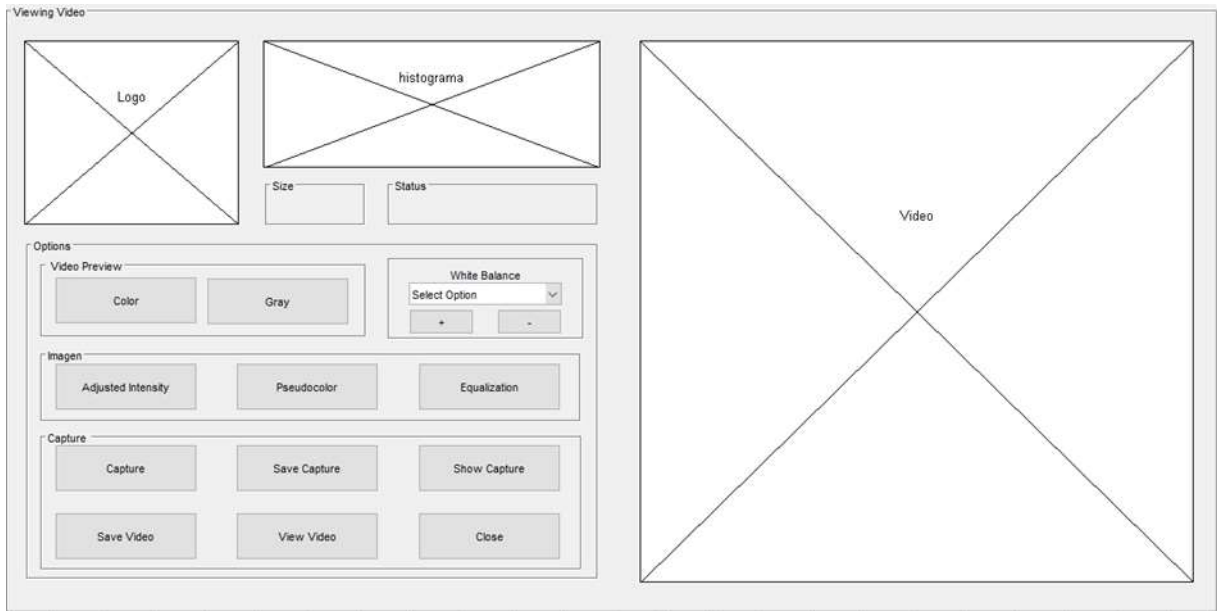 Viewing Video
Logo
histograma
Video
Size
Status
Options
Video Preview
Color
Gray
White Balance
Select Option
+
-
Imagen
Adjusted Intensity
Pseudocolor
Equalization
Capture
Capture
Save Capture
Show Capture
Save Video
View Video
Close